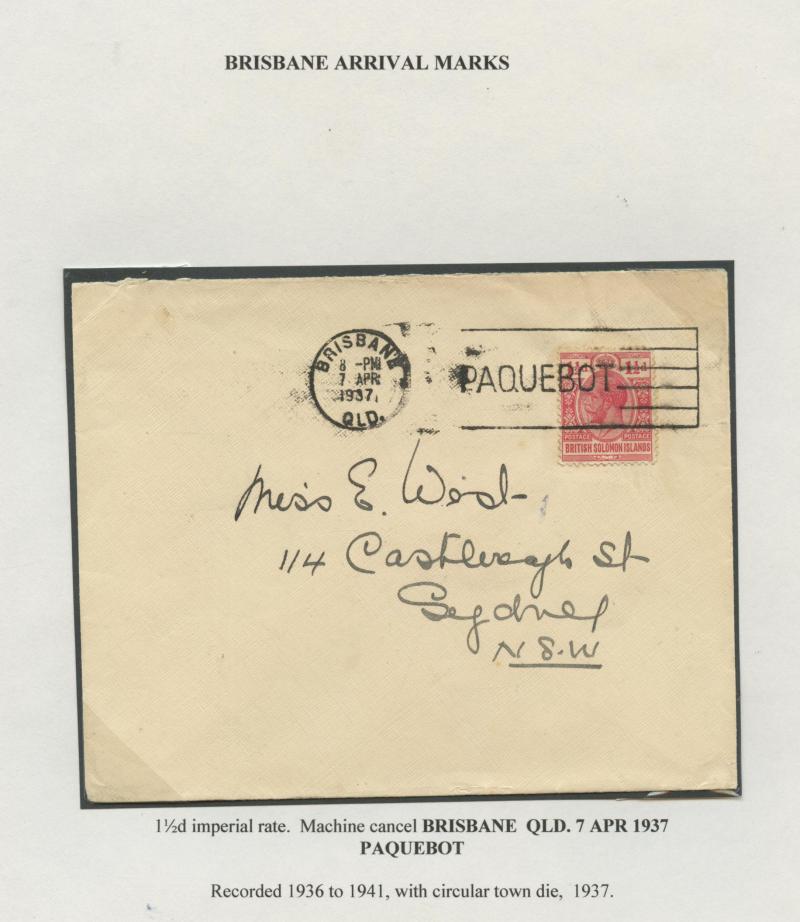 BRISBANE ARRIVAL MARKS
BRISBANE
8 - PM
7 APR
1937
QLD.
PAQUEBOT
1½d
POSTAGE POSTAGE
BRITISH SOLOMON ISLANDS
Miss E. West
114 Castlereagh St
Sydney
N.S.W
1½d imperial rate. Machine cancel BRISBANE QLD. 7 APR 1937
PAQUEBOT
Recorded 1936 to 1941, with circular town die, 1937.